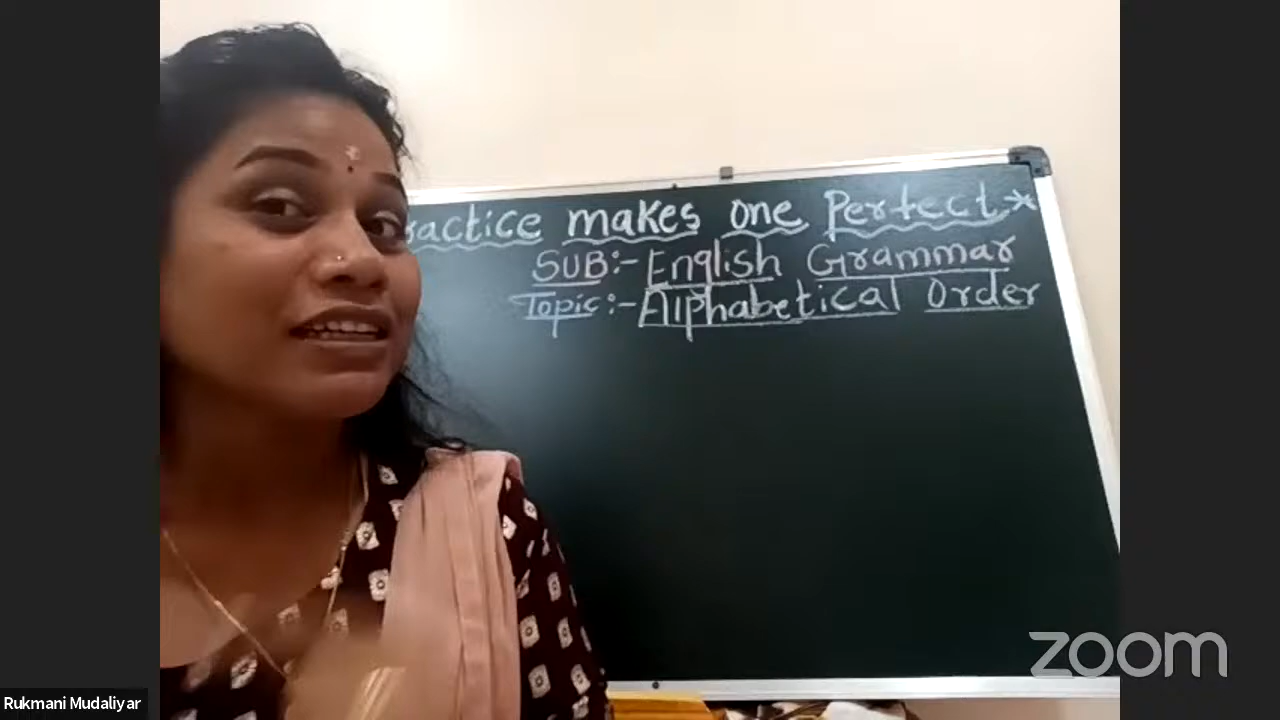 ractice makes one Perfect*
SUB:- English Grammar
Topic:- Alphabetical Order
zoom
Rukmani Mudaliyar